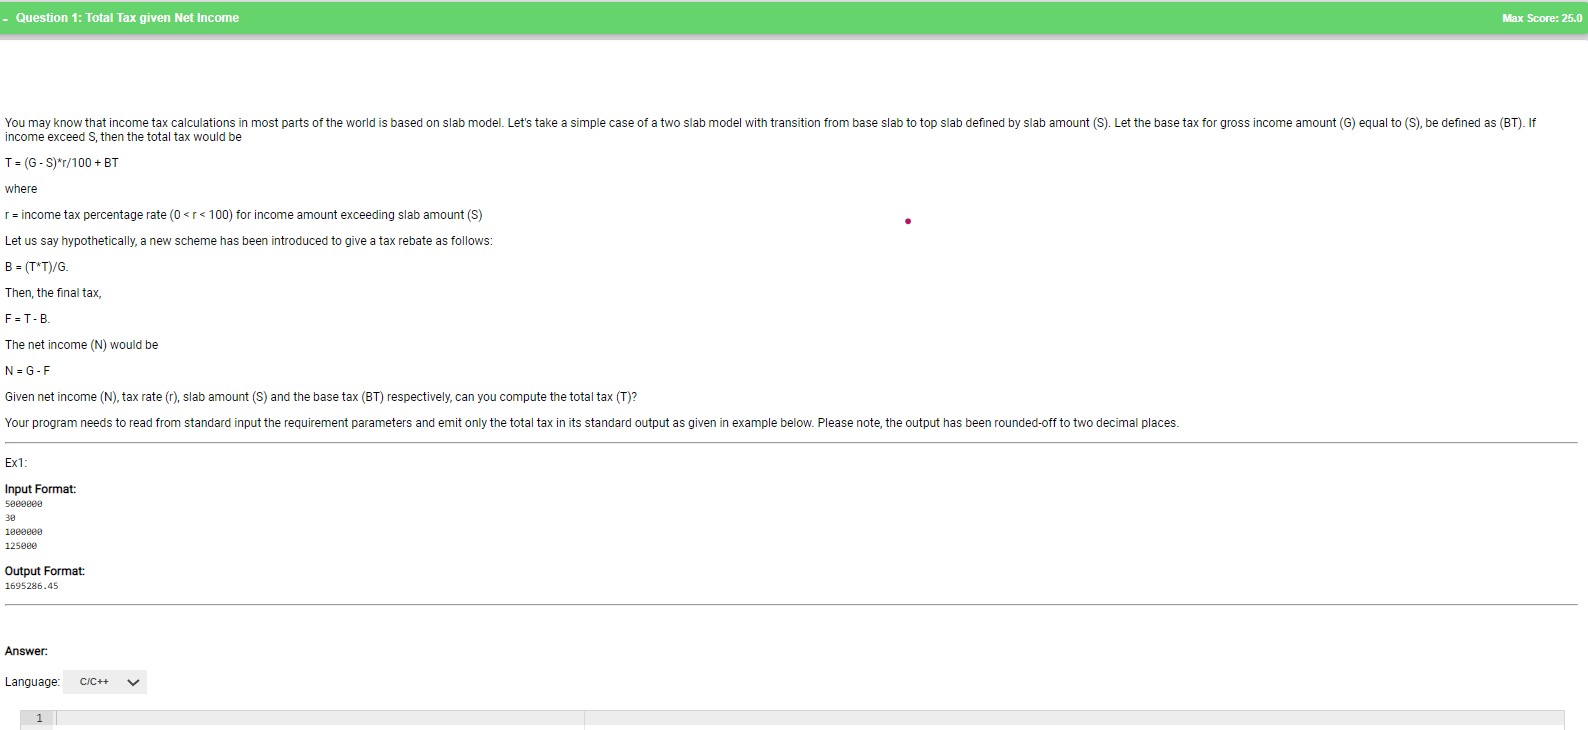 - Question 1: Total Tax given Net Income
Max Score: 25.0
You may know that income tax calculations in most parts of the world is based on slab model. Let's take a simple case of a two slab model with transition from base slab to top slab defined by slab amount (S). Let the base tax for gross income amount (G) equal to (S), be defined as (BT). If
income exceed S, then the total tax would be
T = (G - S)*r/100 + BT
where
r = income tax percentage rate (0 < r < 100) for income amount exceeding slab amount (S)
Let us say hypothetically, a new scheme has been introduced to give a tax rebate as follows:
B = (T*T)/G.
Then, the final tax,
F = T - B.
The net income (N) would be
N = G - F
Given net income (N), tax rate (r), slab amount (S) and the base tax (BT) respectively, can you compute the total tax (T)?
Your program needs to read from standard input the requirement parameters and emit only the total tax in its standard output as given in example below. Please note, the output has been rounded-off to two decimal places.
Ex1:
Input Format:
5000000
30
1000000
125000
Output Format:
1695286.45
Answer:
Language: C/C++
1